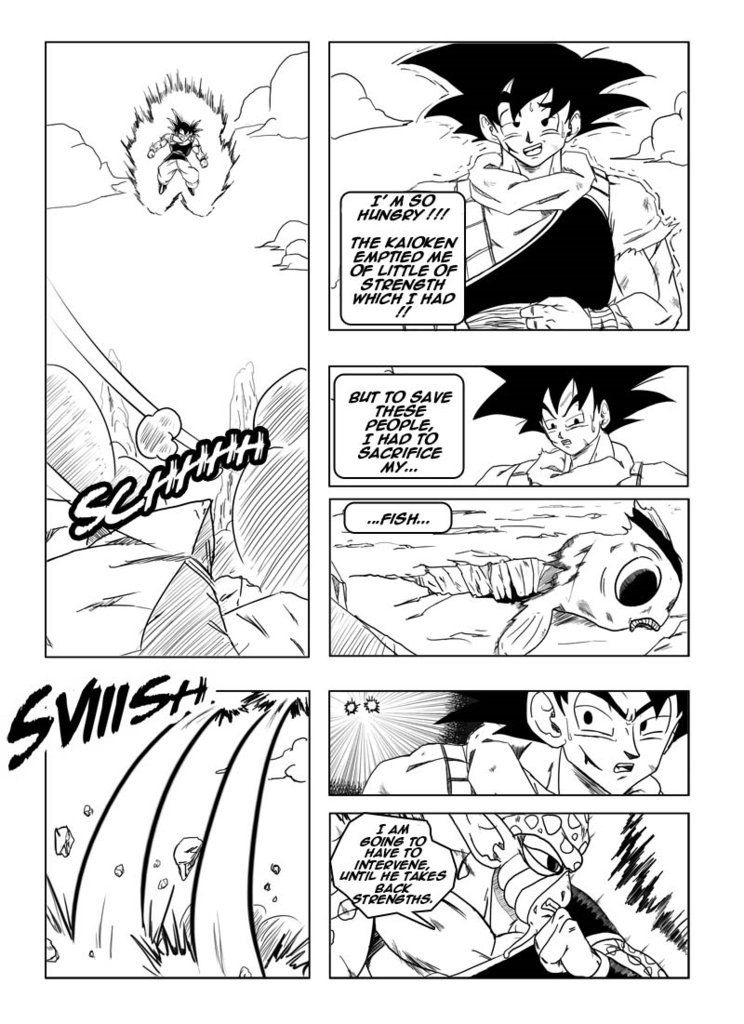 SCHHHHH
I'M SO
HUNGRY!!!
THE KAIOKEN
EMPTIED ME
OF LITTLE OF
STRENGTH
WHICH I HAD
!!
BUT TO SAVE
THESE
PEOPLE,
I HAD TO
SACRIFICE
MY...
...FISH...
SVIIISH
I AM
GOING TO
HAVE TO
INTERVENE,
UNTIL HE TAKES
BACK
STRENGTHS.